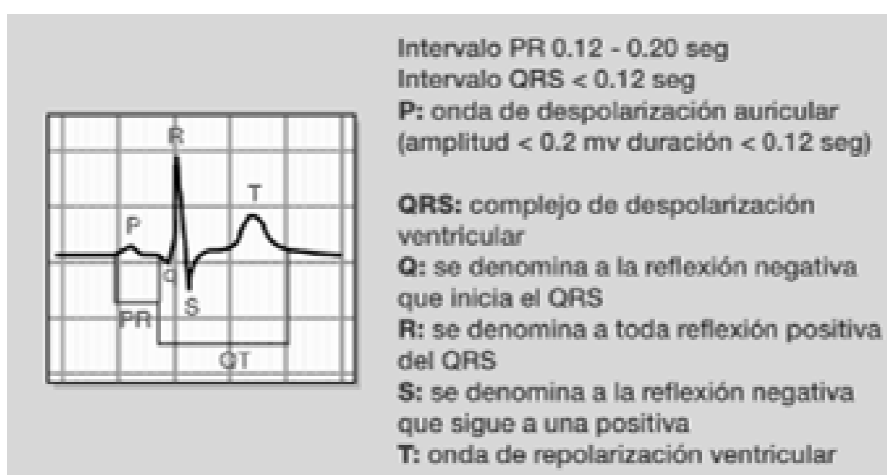 R
T
P
q
S
PR
QT
Intervalo PR 0.12 - 0.20 seg
Intervalo QRS < 0.12 seg
P: onda de despolarización auricular
(amplitud < 0.2 mv duración < 0.12 seg)
QRS: complejo de despolarización
ventricular
Q: se denomina a la reflexión negativa
que inicia el QRS
R: se denomina a toda reflexión positiva
del QRS
S: se denomina a la reflexión negativa
que sigue a una positiva
T: onda de repolarización ventricular